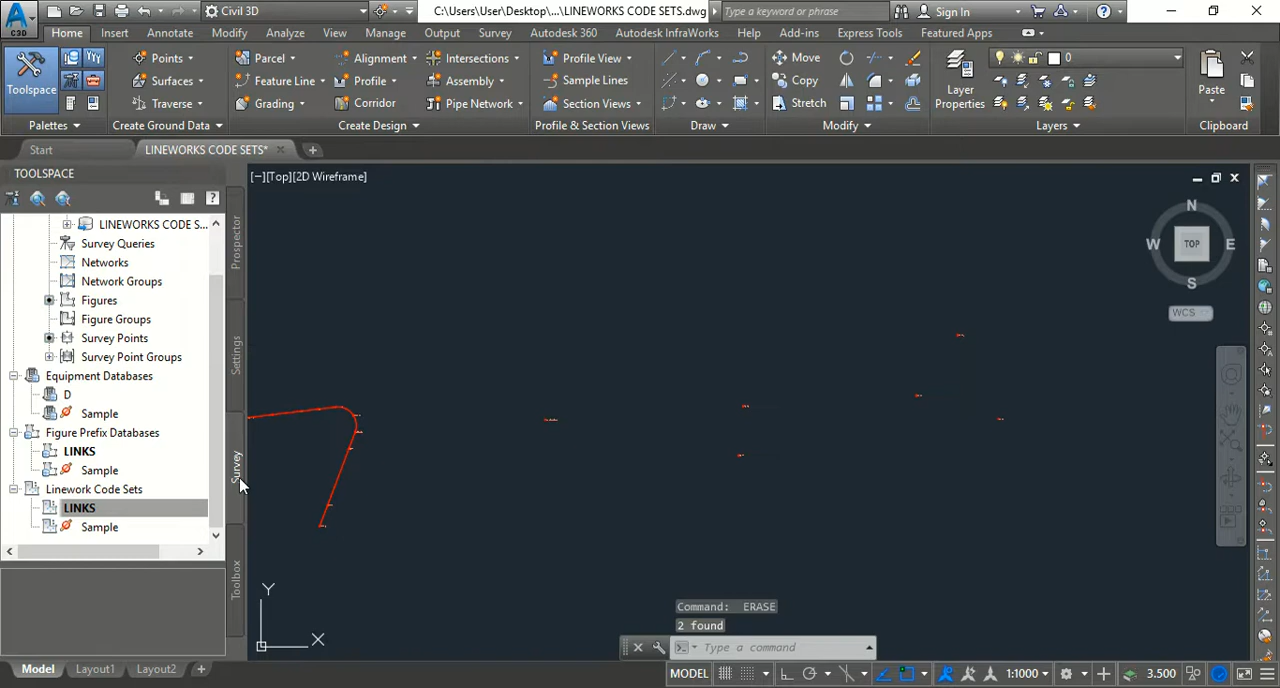 Civil 3D
C:\Users\User\Desktop\...\LINEWORKS CODE SETS.dwg
Type a keyword or phrase
Sign In
C3D
Home Insert Annotate Modify Analyze View Manage Output Survey Autodesk 360 Autodesk InfraWorks Help Add-ins Express Tools Featured Apps
Toolspace
Points
Surfaces
Traverse
Parcel
Feature Line
Grading
Alignment
Profile
Corridor
Intersections
Assembly
Pipe Network
Profile View
Sample Lines
Section Views
Move
Copy
Stretch
Layer
Properties
0
Paste
Palettes Create Ground Data Create Design Profile & Section Views Draw Modify Layers Clipboard
Start LINEWORKS CODE SETS*
TOOLSPACE
LINEWORKS CODE S...
Survey Queries
Networks
Network Groups
Figures
Figure Groups
Survey Points
Survey Point Groups
Equipment Databases
D
Sample
Figure Prefix Databases
LINKS
Sample
Linework Code Sets
LINKS
Sample
Prospector
Settings
Survey
Toolbox
[−][Top][2D Wireframe]
N
W TOP E
S
WCS
Y
X
Command: ERASE
2 found
Type a command
Model Layout1 Layout2
MODEL 1:1000 3.500